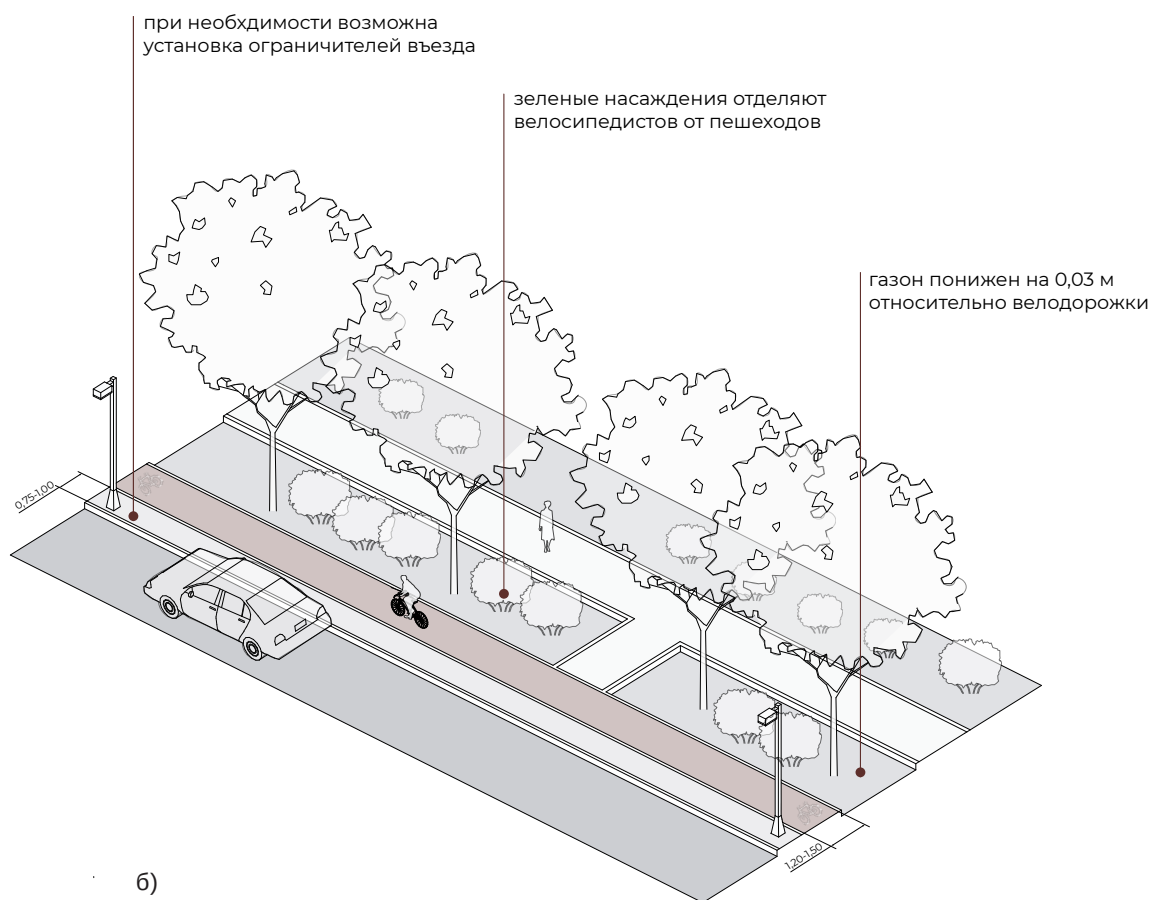 при необхдимости возможна
установка ограничителей въезда
зеленые насаждения отделяют
велосипедистов от пешеходов
газон понижен на 0,03 м
относительно велодорожки
0,75-1,00
1,20-1,50
б)